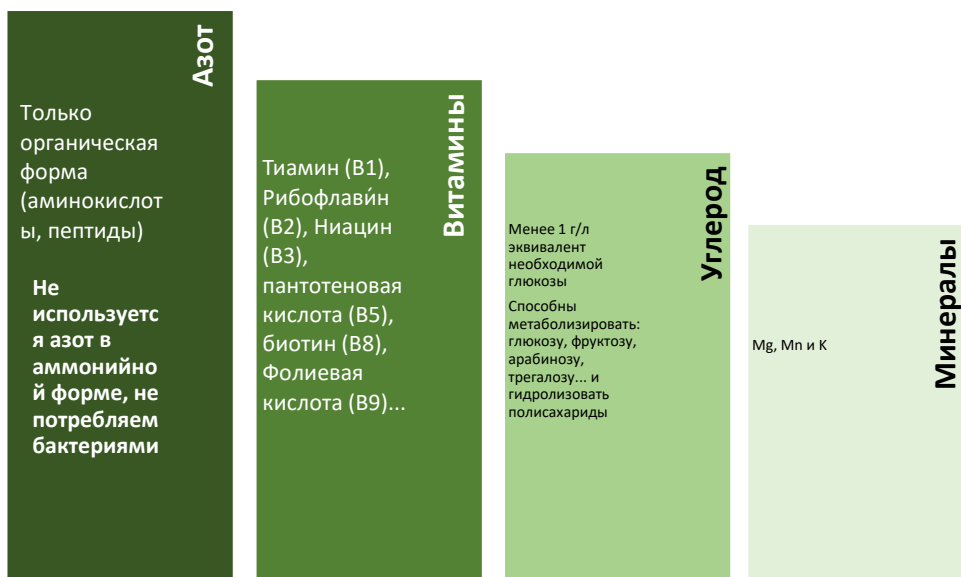 Азот
Только
органическая
форма
(аминокислот
ы, пептиды)
Не
используетс
я азот в
аммонийно
й форме, не
потребляем
бактериями
Витамины
Тиамин (B1),
Рибофлави́н
(B2), Ниацин
(B3),
пантотеновая
кислота (B5),
биотин (B8),
Фолиевая
кислота (B9)...
Углерод
Менее 1 г/л
эквивалент
необходимой
глюкозы
Способны
метаболизировать:
глюкозу, фруктозу,
арабинозу,
трегалозу... и
гидролизовать
полисахариды
Минералы
Mg, Mn и K